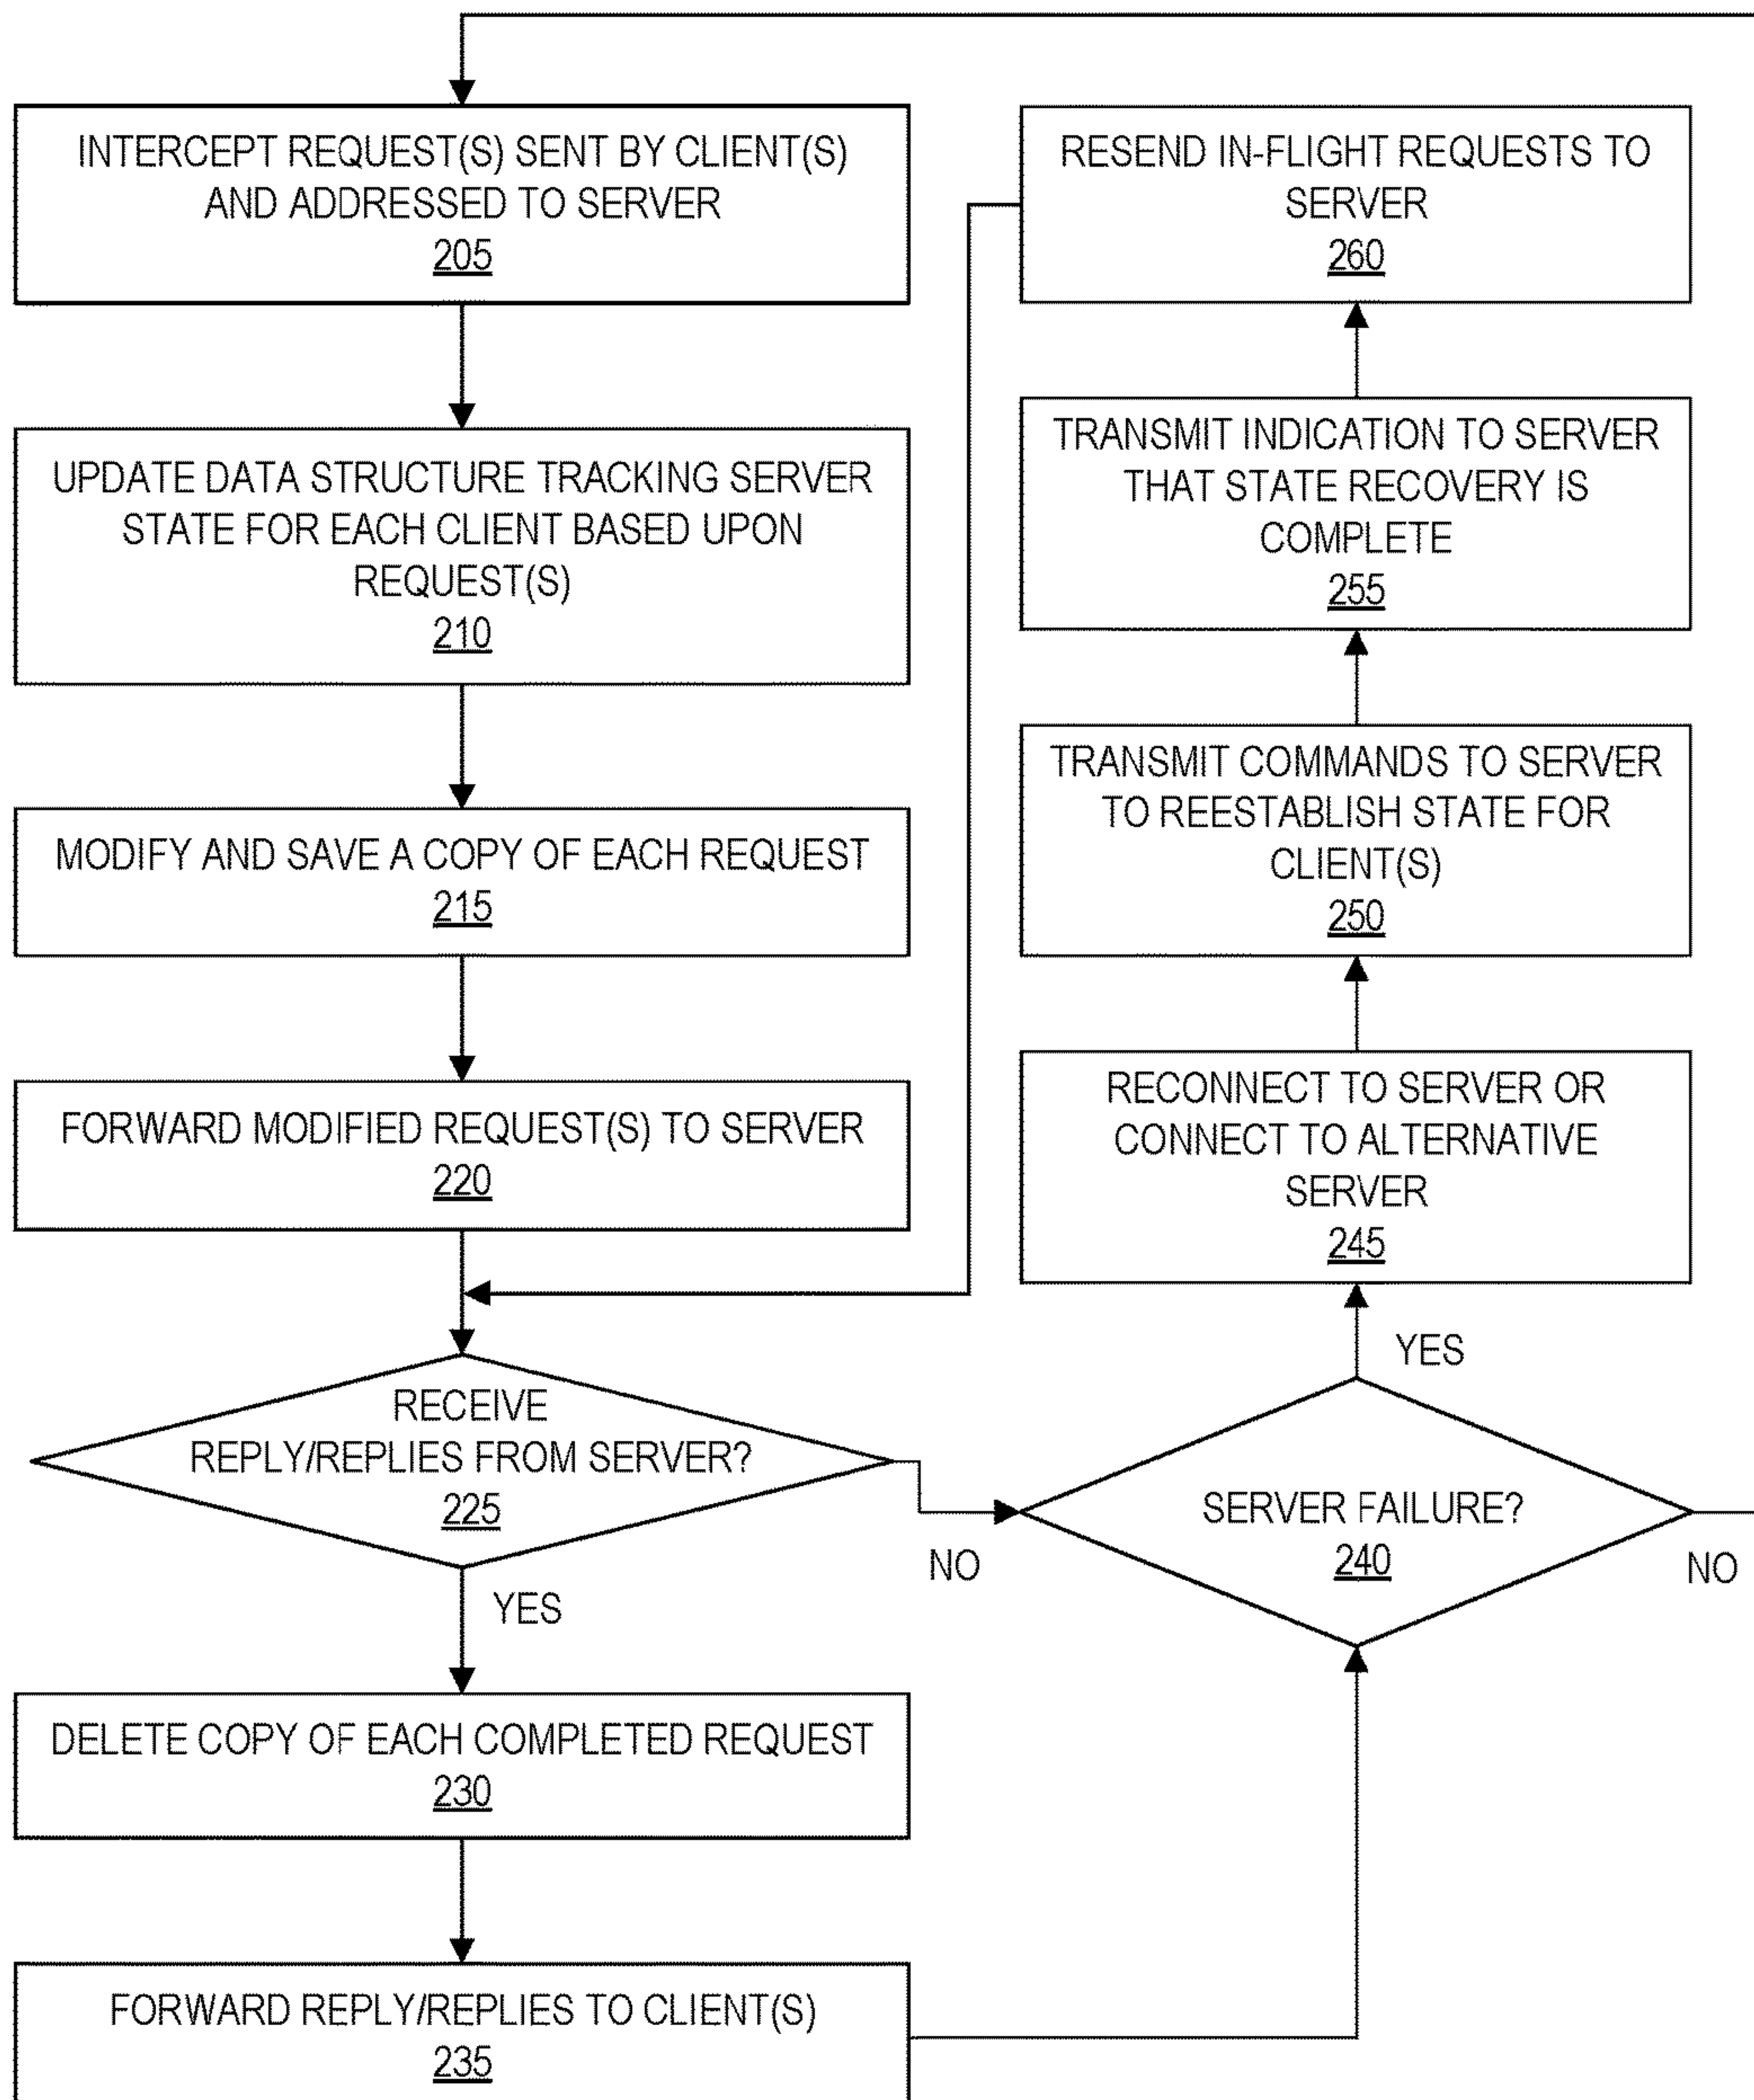 INTERCEPT REQUEST(S) SENT BY CLIENT(S)
AND ADDRESSED TO SERVER
205
UPDATE DATA STRUCTURE TRACKING SERVER
STATE FOR EACH CLIENT BASED UPON
REQUEST(S)
210
MODIFY AND SAVE A COPY OF EACH REQUEST
215
FORWARD MODIFIED REQUEST(S) TO SERVER
220
RECEIVE
REPLY/REPLIES FROM SERVER?
225
NO
YES
DELETE COPY OF EACH COMPLETED REQUEST
230
FORWARD REPLY/REPLIES TO CLIENT(S)
235
SERVER FAILURE?
240
NO
YES
RECONNECT TO SERVER OR
CONNECT TO ALTERNATIVE
SERVER
245
TRANSMIT COMMANDS TO SERVER
TO REESTABLISH STATE FOR
CLIENT(S)
250
TRANSMIT INDICATION TO SERVER
THAT STATE RECOVERY IS
COMPLETE
255
RESEND IN-FLIGHT REQUESTS TO
SERVER
260